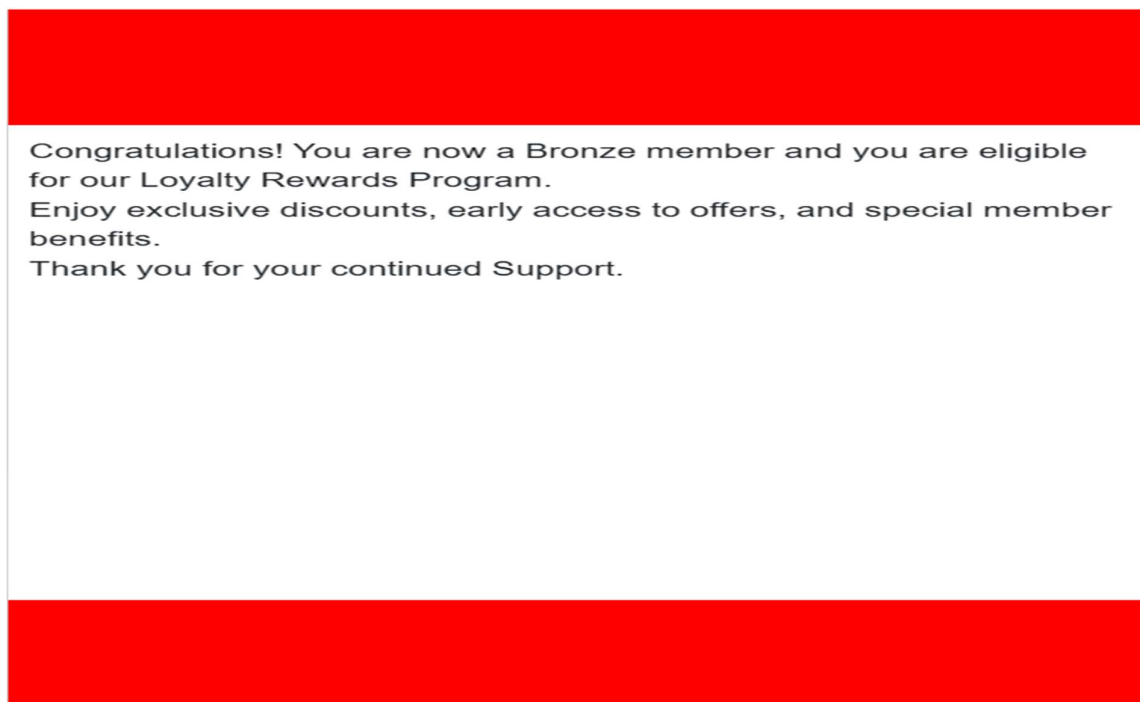 Congratulations! You are now a Bronze member and you are eligible
for our Loyalty Rewards Program.
Enjoy exclusive discounts, early access to offers, and special member
benefits.
Thank you for your continued Support.